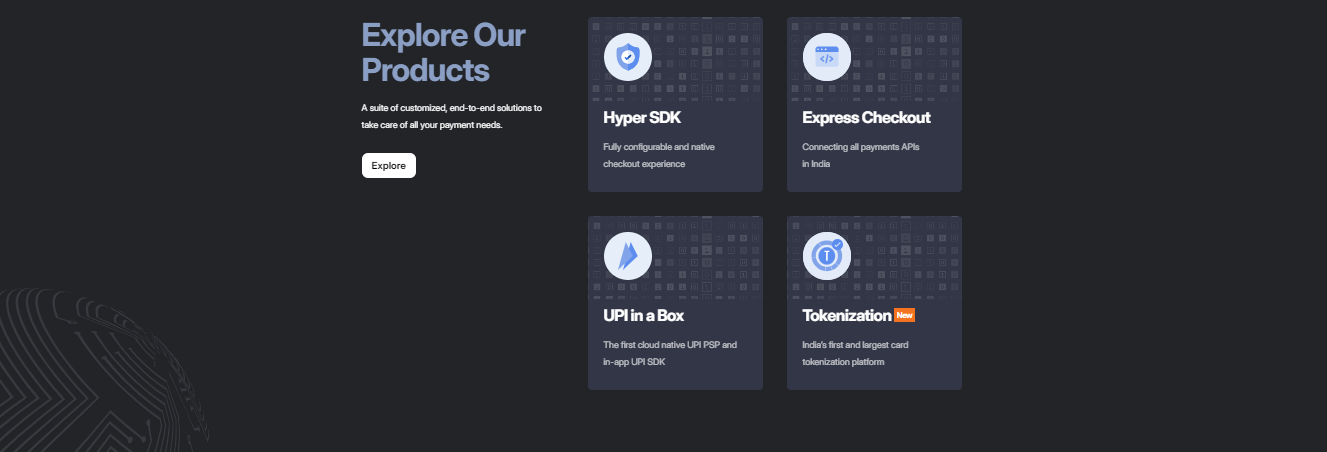 Explore Our
Products
A suite of customized, end-to-end solutions to
take care of all your payment needs.
Explore
Hyper SDK
Fully configurable and native
checkout experience
Express Checkout
Connecting all payments APIs
in India
UPI in a Box
The first cloud native UPI PSP and
in-app UPI SDK
Tokenization New
India's first and largest card
tokenization platform